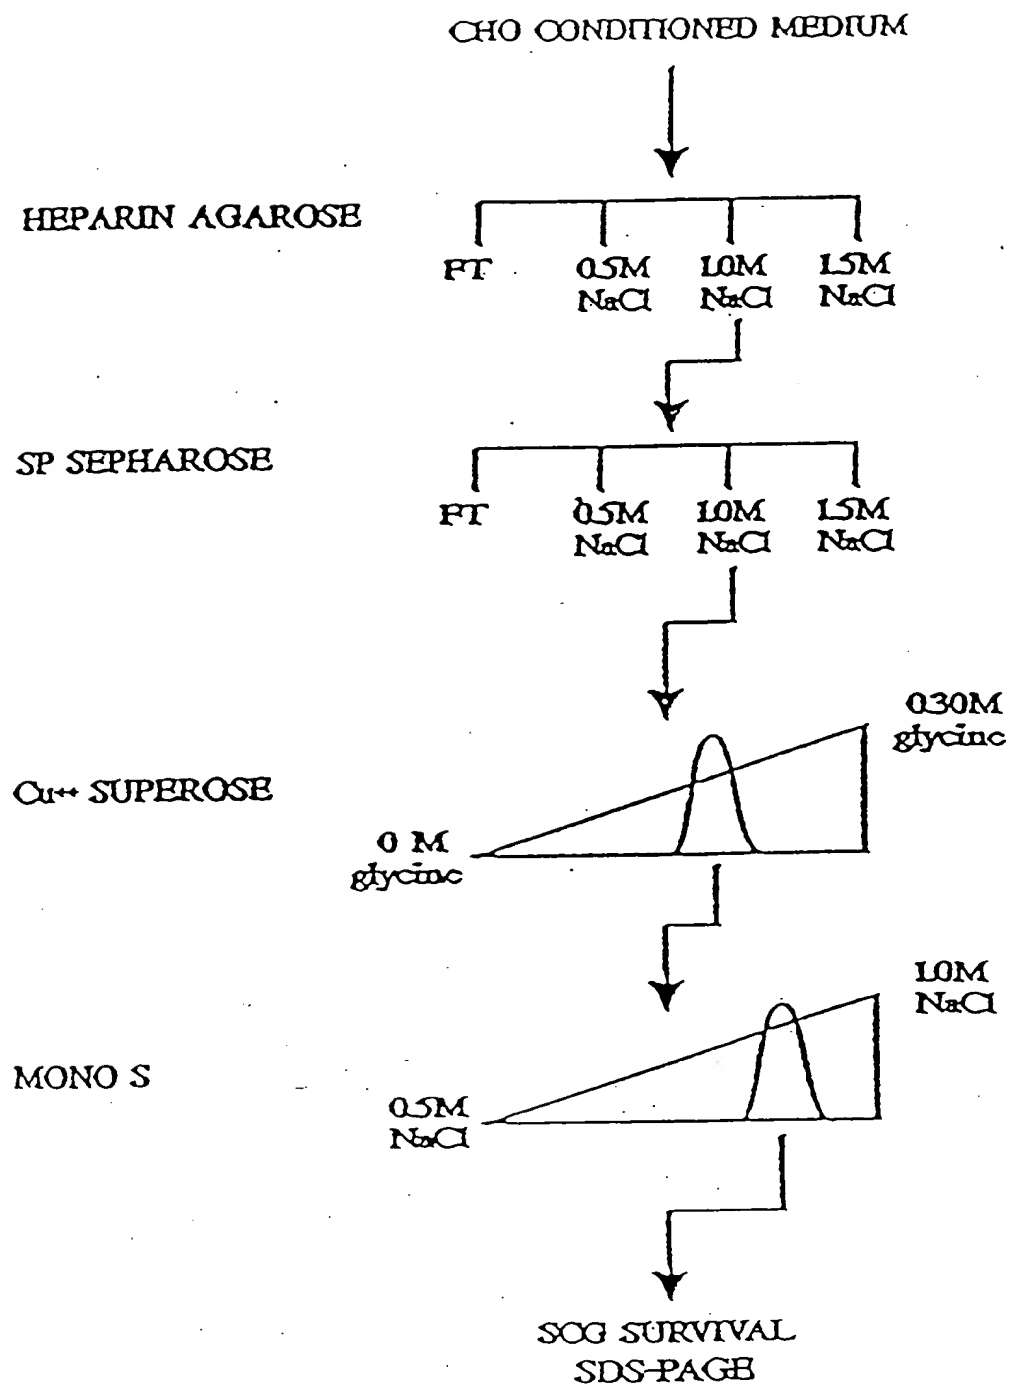 CHO CONDITIONED MEDIUM
HEPARIN AGAROSE
FT
0.5M
NaCl
1.0M
NaCl
1.5M
NaCl
SP SEPHAROSE
FT
0.5M
NaCl
1.0M
NaCl
1.5M
NaCl
0.30M
glycine
Cu++ SUPEROSE
0 M
glycine
1.0M
NaCl
MONO S
0.5M
NaCl
SCG SURVIVAL
SDS-PAGE